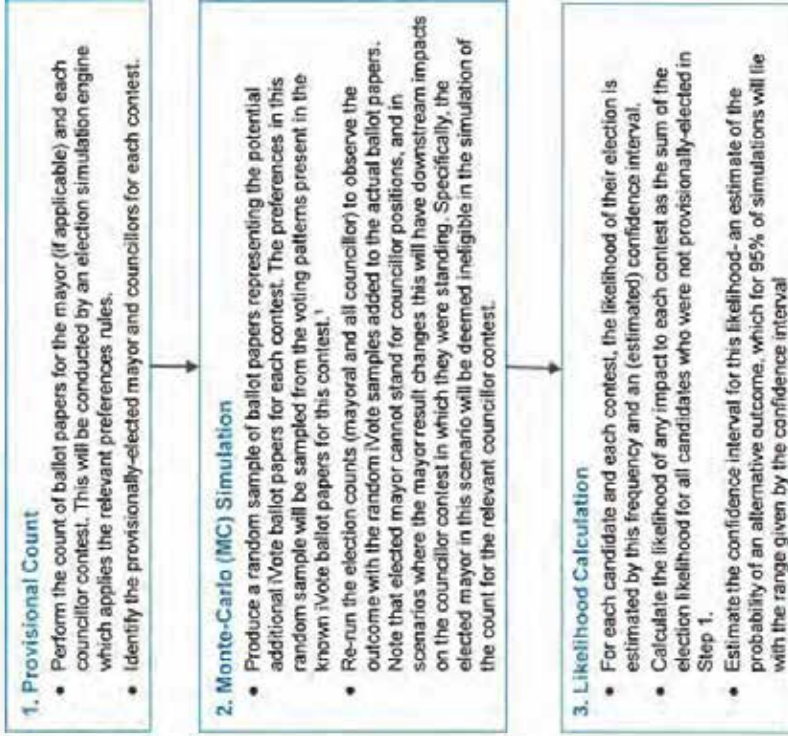 1. Provisional Count
• Perform the count of ballot papers for the mayor (if applicable) and each
councillor contest. This will be conducted by an election simulation engine
which applies the relevant preferences rules.
• Identify the provisionally-elected mayor and councillors for each contest.
2. Monte-Carlo (MC) Simulation
• Produce a random sample of ballot papers representing the potential
additional iVote ballot papers for each contest. The preferences in this
random sample will be sampled from the voting patterns present in the
known iVote ballot papers for this contest.¹
• Re-run the election counts (mayoral and all councillor) to observe the
outcome with the random iVote samples added to the actual ballot papers.
Note that elected mayor cannot stand for councillor positions, and in
scenarios where the mayor result changes this will have downstream impacts
on the councillor contest in which they were standing. Specifically, the
elected mayor in this scenario will be deemed ineligible in the simulation of
the count for the relevant councillor contest.
3. Likelihood Calculation
• For each candidate and each contest, the likelihood of their election is
estimated by this frequency and an (estimated) confidence interval.
• Calculate the likelihood of any impact to each contest as the sum of the
election likelihood for all candidates who were not provisionally-elected in
Step 1.
• Estimate the confidence interval for this likelihood- an estimate of the
probability of an alternative outcome, which for 95% of simulations will lie
with the range given by the confidence interval